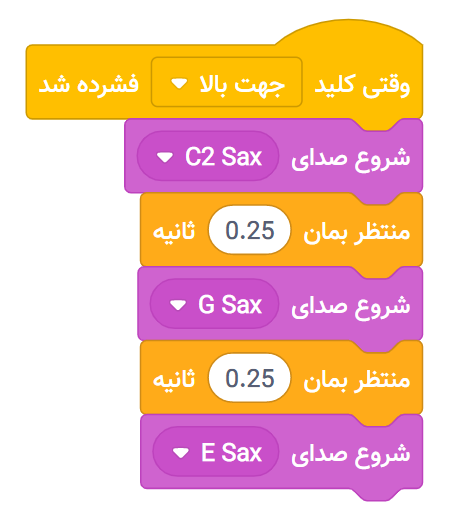 وقتی کلید جهت بالا فشرده شد
شروع صدای C2 Sax
منتظر بمان 0.25 ثانیه
شروع صدای G Sax
منتظر بمان 0.25 ثانیه
شروع صدای E Sax